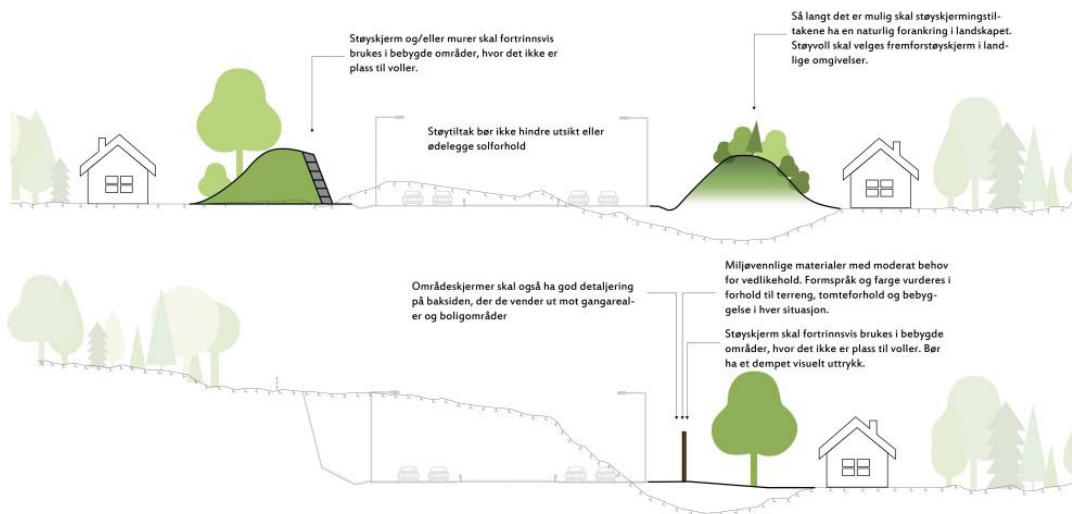 Støyskjerm og/eller murer skal fortrinnsvis
brukes i bebygde områder, hvor det ikke er
plass til voller.
Støytiltak bør ikke hindre utsikt eller
ødelegge solforhold
Så langt det er mulig skal støyskjermingstil-
takene ha en naturlig forankring i landskapet.
Støyvoll skal velges fremforstøyskjerm i land-
lige omgivelser.
Områdeskjermer skal også ha god detaljering
på baksiden, der de vender ut mot gangareal-
er og boligområder
Miljøvennlige materialer med moderat behov
for vedlikehold. Formspråk og farge vurderes i
forhold til terreng, tomteforhold og bebyg-
gelse i hver situasjon.
Støyskjerm skal fortrinnsvis brukes i bebygde
områder, hvor det ikke er plass til voller. Bør
ha et dempet visuelt uttrykk.